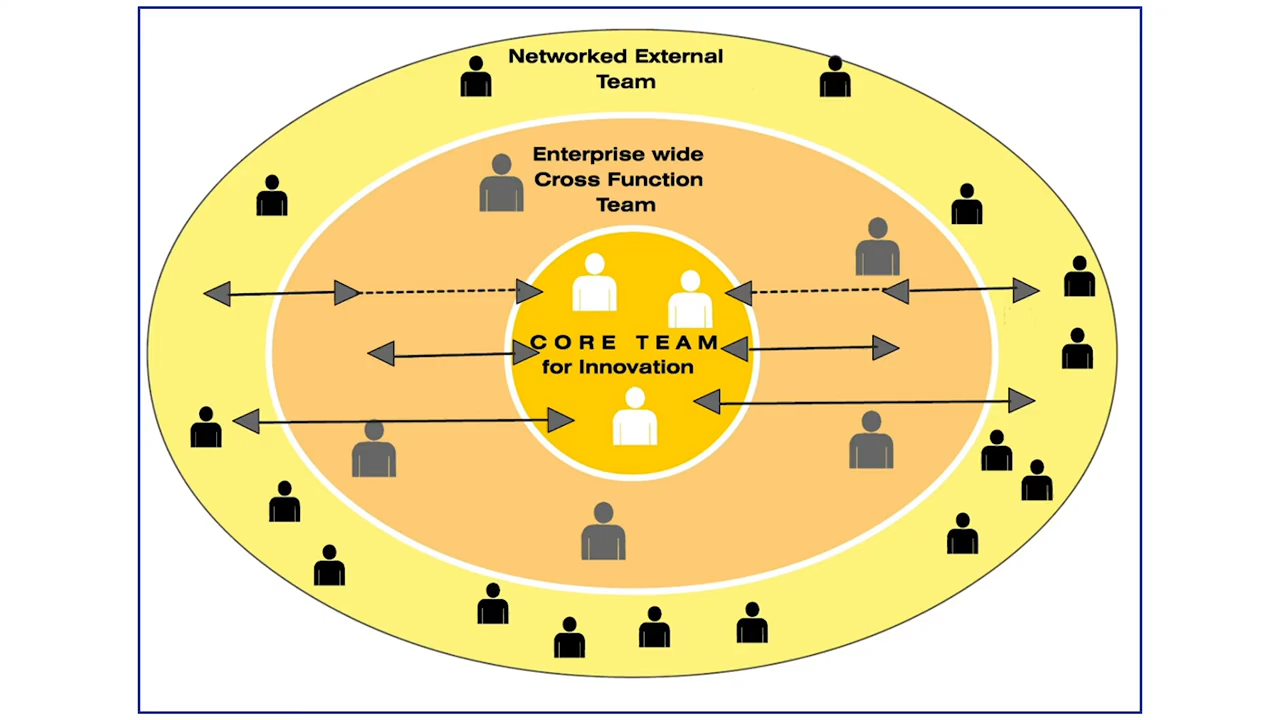 Networked External
Team
Enterprise wide
Cross Function
Team
CORE TEAM
for Innovation